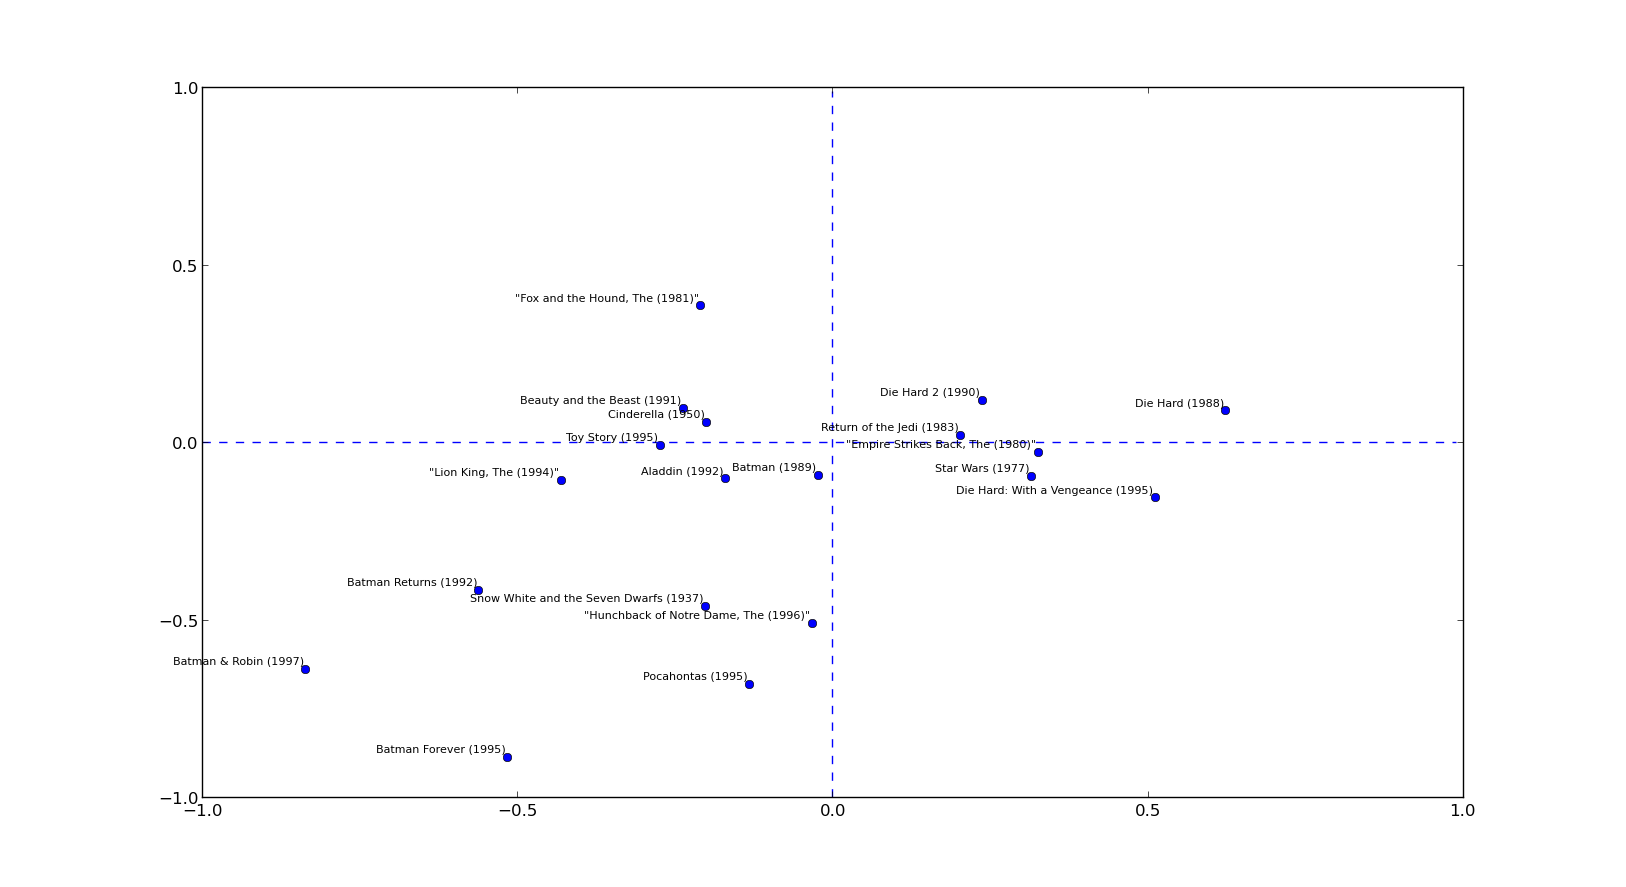 1.0
0.5
"Fox and the Hound, The (1981)"
Die Hard 2 (1990)
Beauty and the Beast (1991)
Die Hard (1988)
Cinderella (1950)
Return of the Jedi (1983)
Toy Story (1995)
0.0
"Empire Strikes Back, The (1980)"
Batman (1989)
Star Wars (1977)
"Lion King, The (1994)"
Aladdin (1992)
Die Hard: With a Vengeance (1995)
Batman Returns (1992)
Snow White and the Seven Dwarfs (1937)
"Hunchback of Notre Dame, The (1996)"
−0.5
Batman & Robin (1997)
Pocahontas (1995)
Batman Forever (1995)
−1.0
−1.0 −0.5 0.0 0.5 1.0